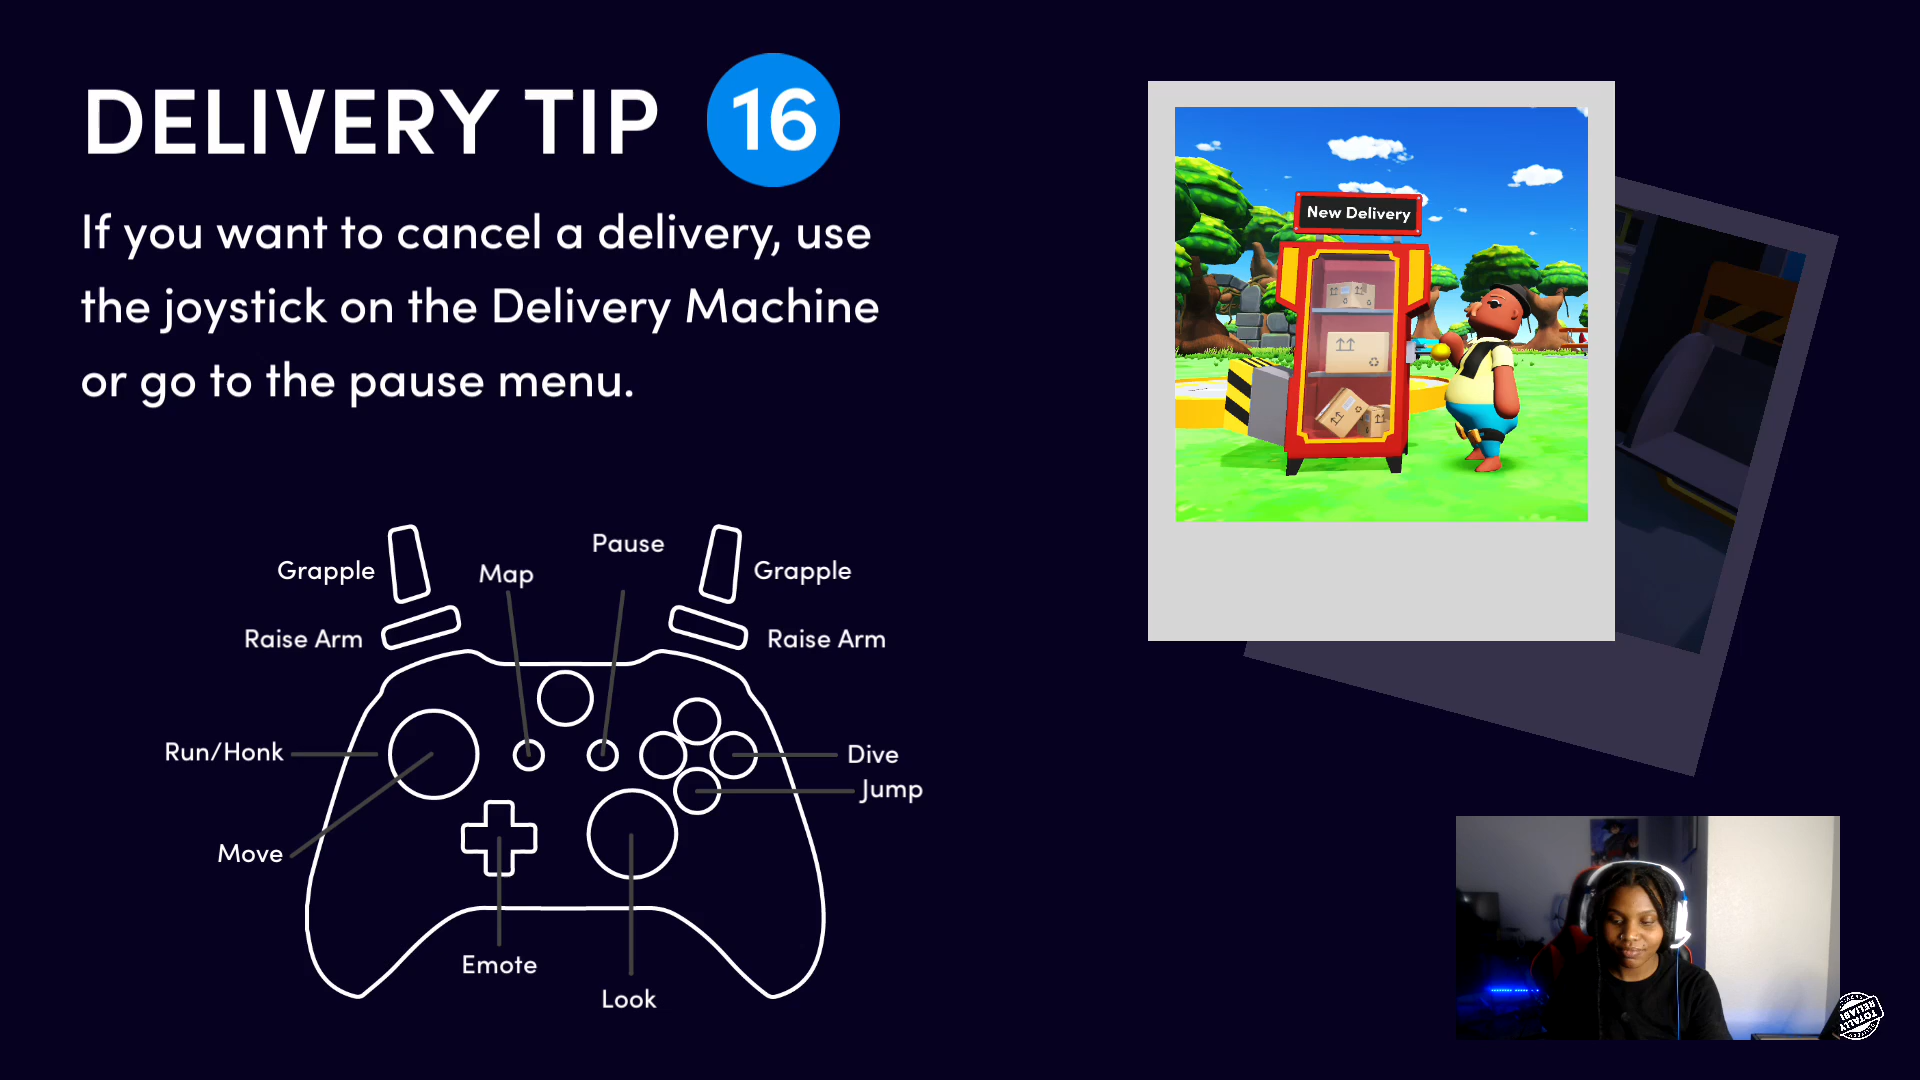 DELIVERY TIP 16
If you want to cancel a delivery, use
the joystick on the Delivery Machine
or go to the pause menu.
New Delivery
Pause
Grapple
Map
Grapple
Raise Arm
Raise Arm
Run/Honk
Dive
Jump
Move
Emote
Look
TOTALLY
RELIABLE